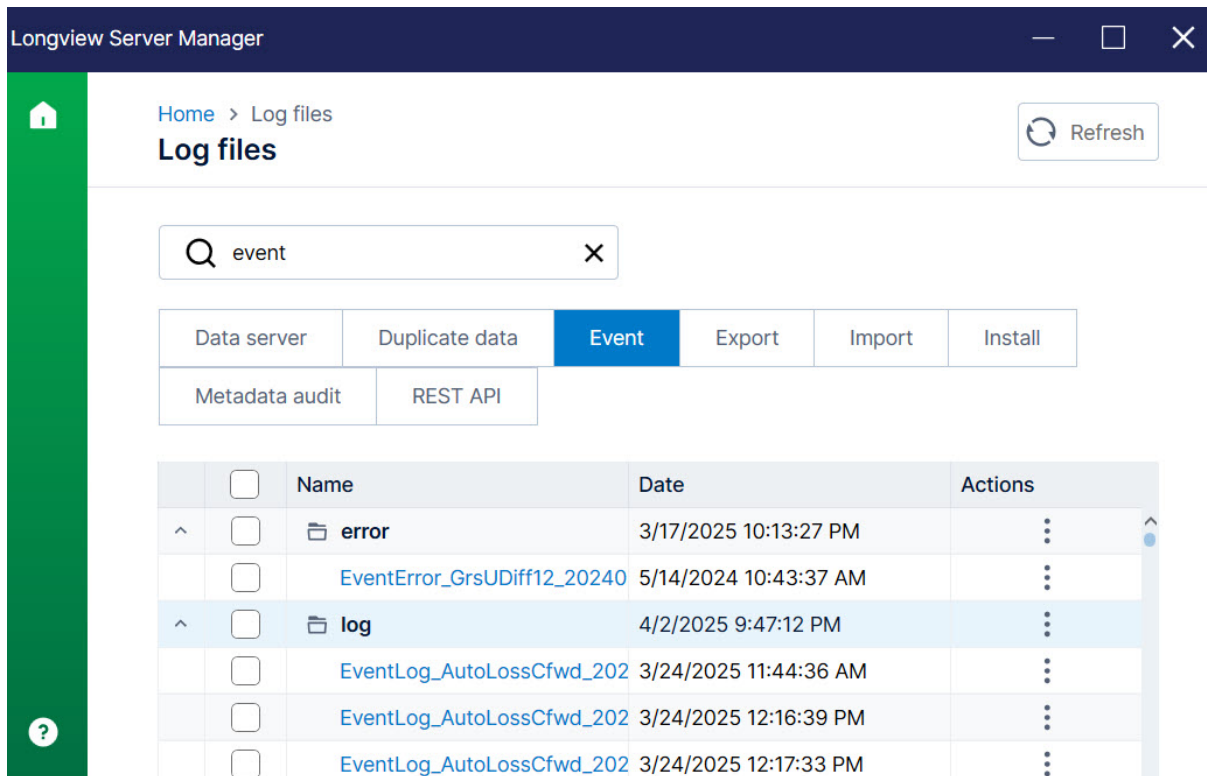 Longview Server Manager
Home > Log files
Refresh
Log files
event
Data server Duplicate data Event Export Import Install
Metadata audit REST API
Name Date Actions
error 3/17/2025 10:13:27 PM
EventError_GrsUDiff12_20240 5/14/2024 10:43:37 AM
log 4/2/2025 9:47:12 PM
EventLog_AutoLossCfwd_202 3/24/2025 11:44:36 AM
EventLog_AutoLossCfwd_202 3/24/2025 12:16:39 PM
EventLog_AutoLossCfwd_202 3/24/2025 12:17:33 PM
?